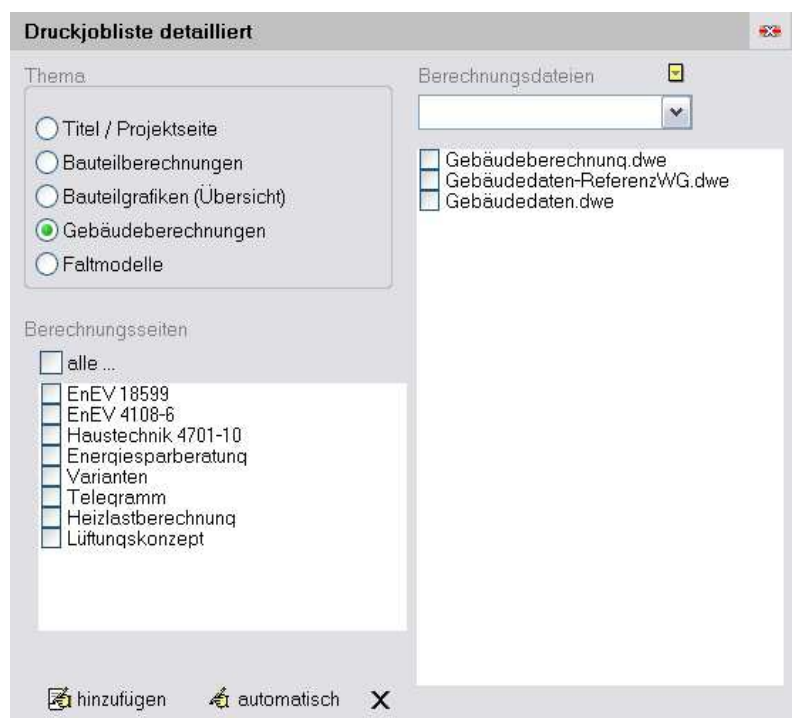 Druckjobliste detailliert
Thema
Titel / Projektseite
Bauteilberechnungen
Bauteilgrafiken (Übersicht)
Gebäudeberechnungen
Faltmodelle
Berechnungsseiten
alle ...
EnEV 18599
EnEV 4108-6
Haustechnik 4701-10
Energiesparberatung
Varianten
Telegramm
Heizlastberechnung
Lüftungskonzept
hinzufügen
automatisch
X
Berechnungsdateien
Gebäudeberechnung.dwe
Gebäudedaten-ReferenzWG.dwe
Gebäudedaten.dwe